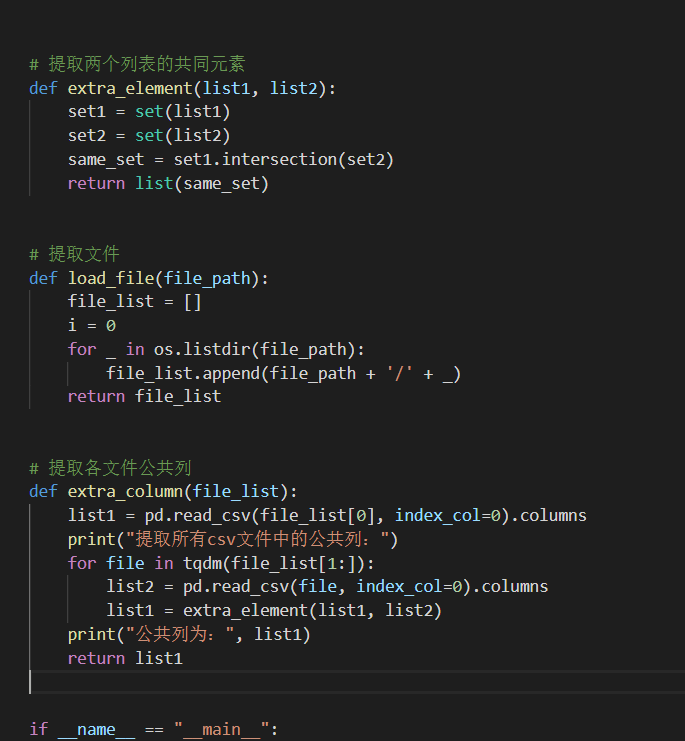 # 提取两个列表的共同元素
def extra_element(list1, list2):
    set1 = set(list1)
    set2 = set(list2)
    same_set = set1.intersection(set2)
    return list(same_set)
# 提取文件
def load_file(file_path):
    file_list = []
    i = 0
    for _ in os.listdir(file_path):
        file_list.append(file_path + '/' + _)
    return file_list
# 提取各文件公共列
def extra_column(file_list):
    list1 = pd.read_csv(file_list[0], index_col=0).columns
    print("提取所有csv文件中的公共列：")
    for file in tqdm(file_list[1:]):
        list2 = pd.read_csv(file, index_col=0).columns
        list1 = extra_element(list1, list2)
    print("公共列为：", list1)
    return list1
if __name__ == "__main__":